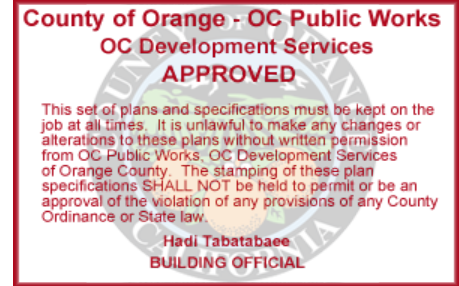 County of Orange - OC Public Works
OC Development Services
APPROVED
This set of plans and specifications must be kept on the
job at all times.  It is unlawful to make any changes or
alterations to these plans without written permission
from OC Public Works, OC Development Services
of Orange County.  The stamping of these plan
specifications SHALL NOT be held to permit or be an
approval of the violation of any provisions of any County
Ordinance or State law.
Hadi Tabatabaee
BUILDING OFFICIAL
COUNTY OF ORANGE
CALIFORNIA